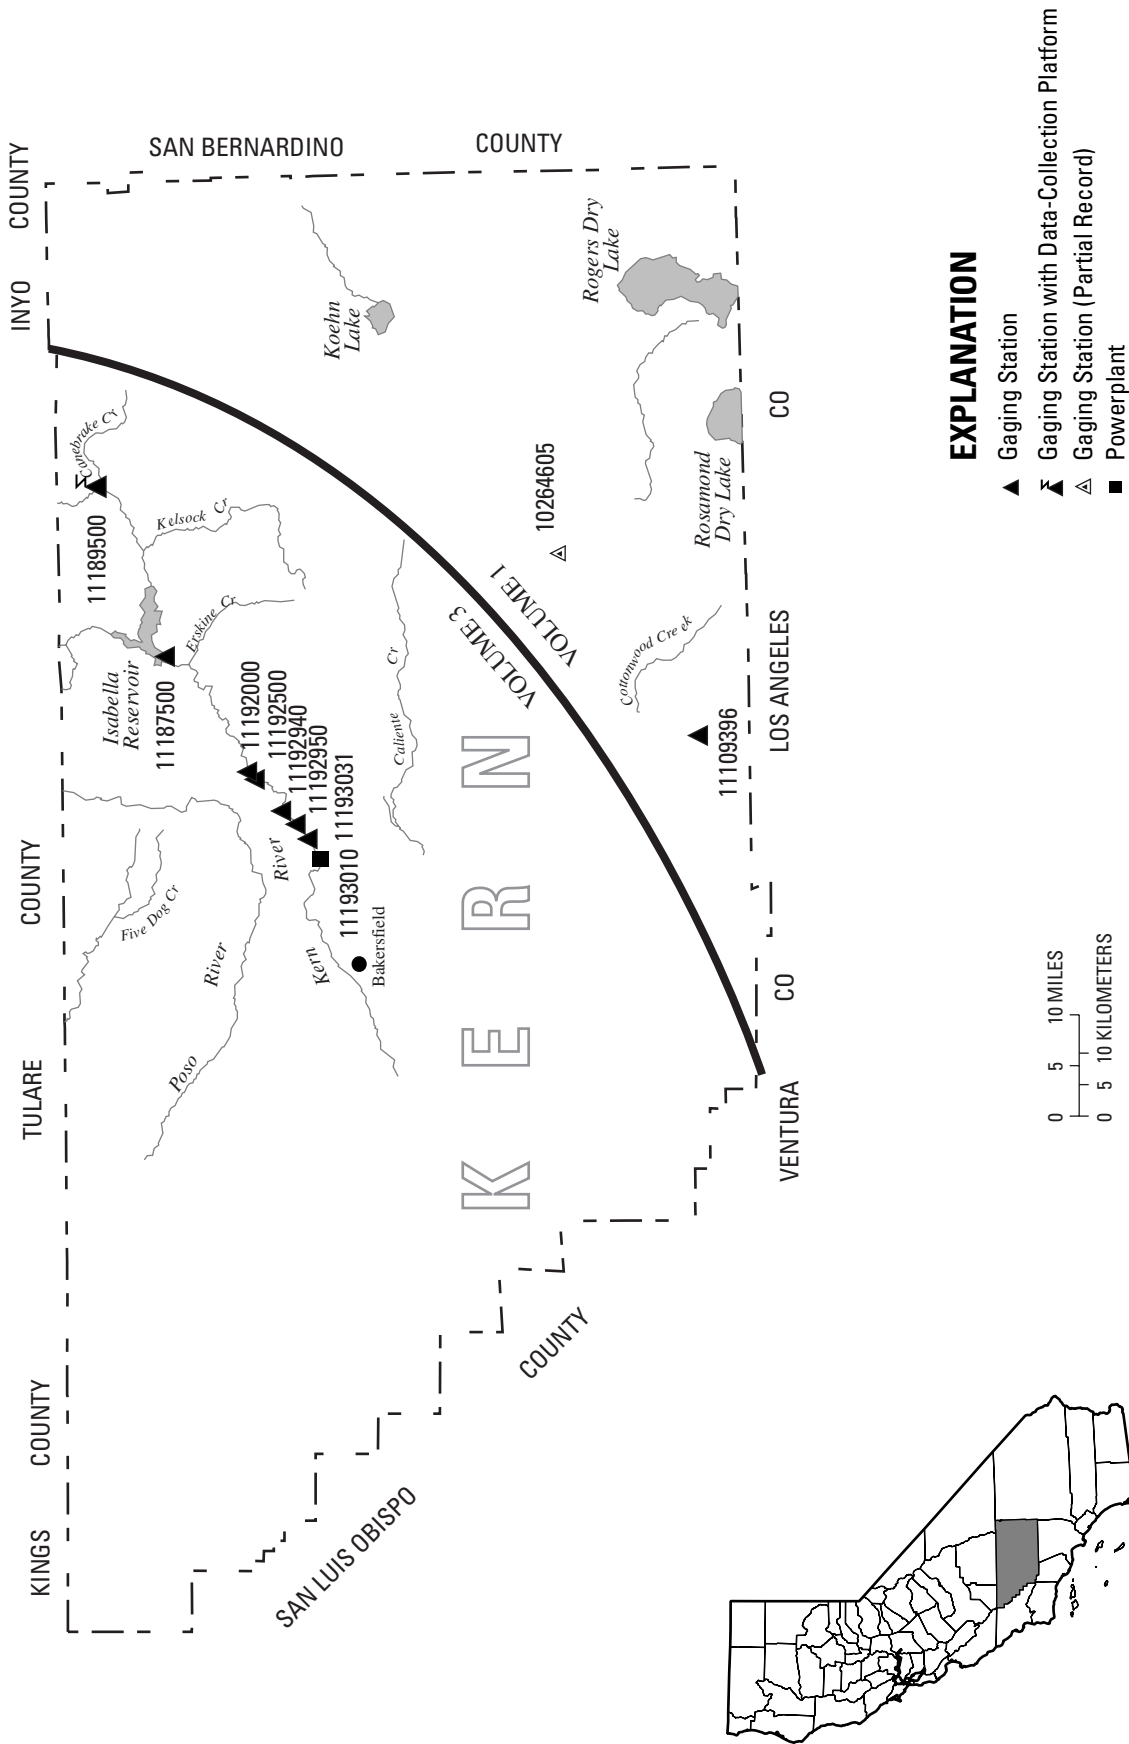 KINGS COUNTY
TULARE COUNTY
INYO COUNTY
SAN BERNARDINO COUNTY
SAN LUIS OBISPO
COUNTY
VENTURA CO
LOS ANGELES CO
Conebrake Cr
11189500
Kelsock Cr
Isabella
Reservoir
11187500
Erskine Cr
11192000
11192500
11192940
11192950
11193031
11193010
Five Dog Cr
Poso River
Kern River
Bakersfield
Caliente Cr
Koehn
Lake
Rogers Dry
Lake
Rosamond
Dry Lake
10264605
Cottonwood Creek
11109396
VOLUME 3
VOLUME 1
KERN
0 5 10 MILES
0 5 10 KILOMETERS
EXPLANATION
Gaging Station
Gaging Station with Data-Collection Platform
Gaging Station (Partial Record)
Powerplant